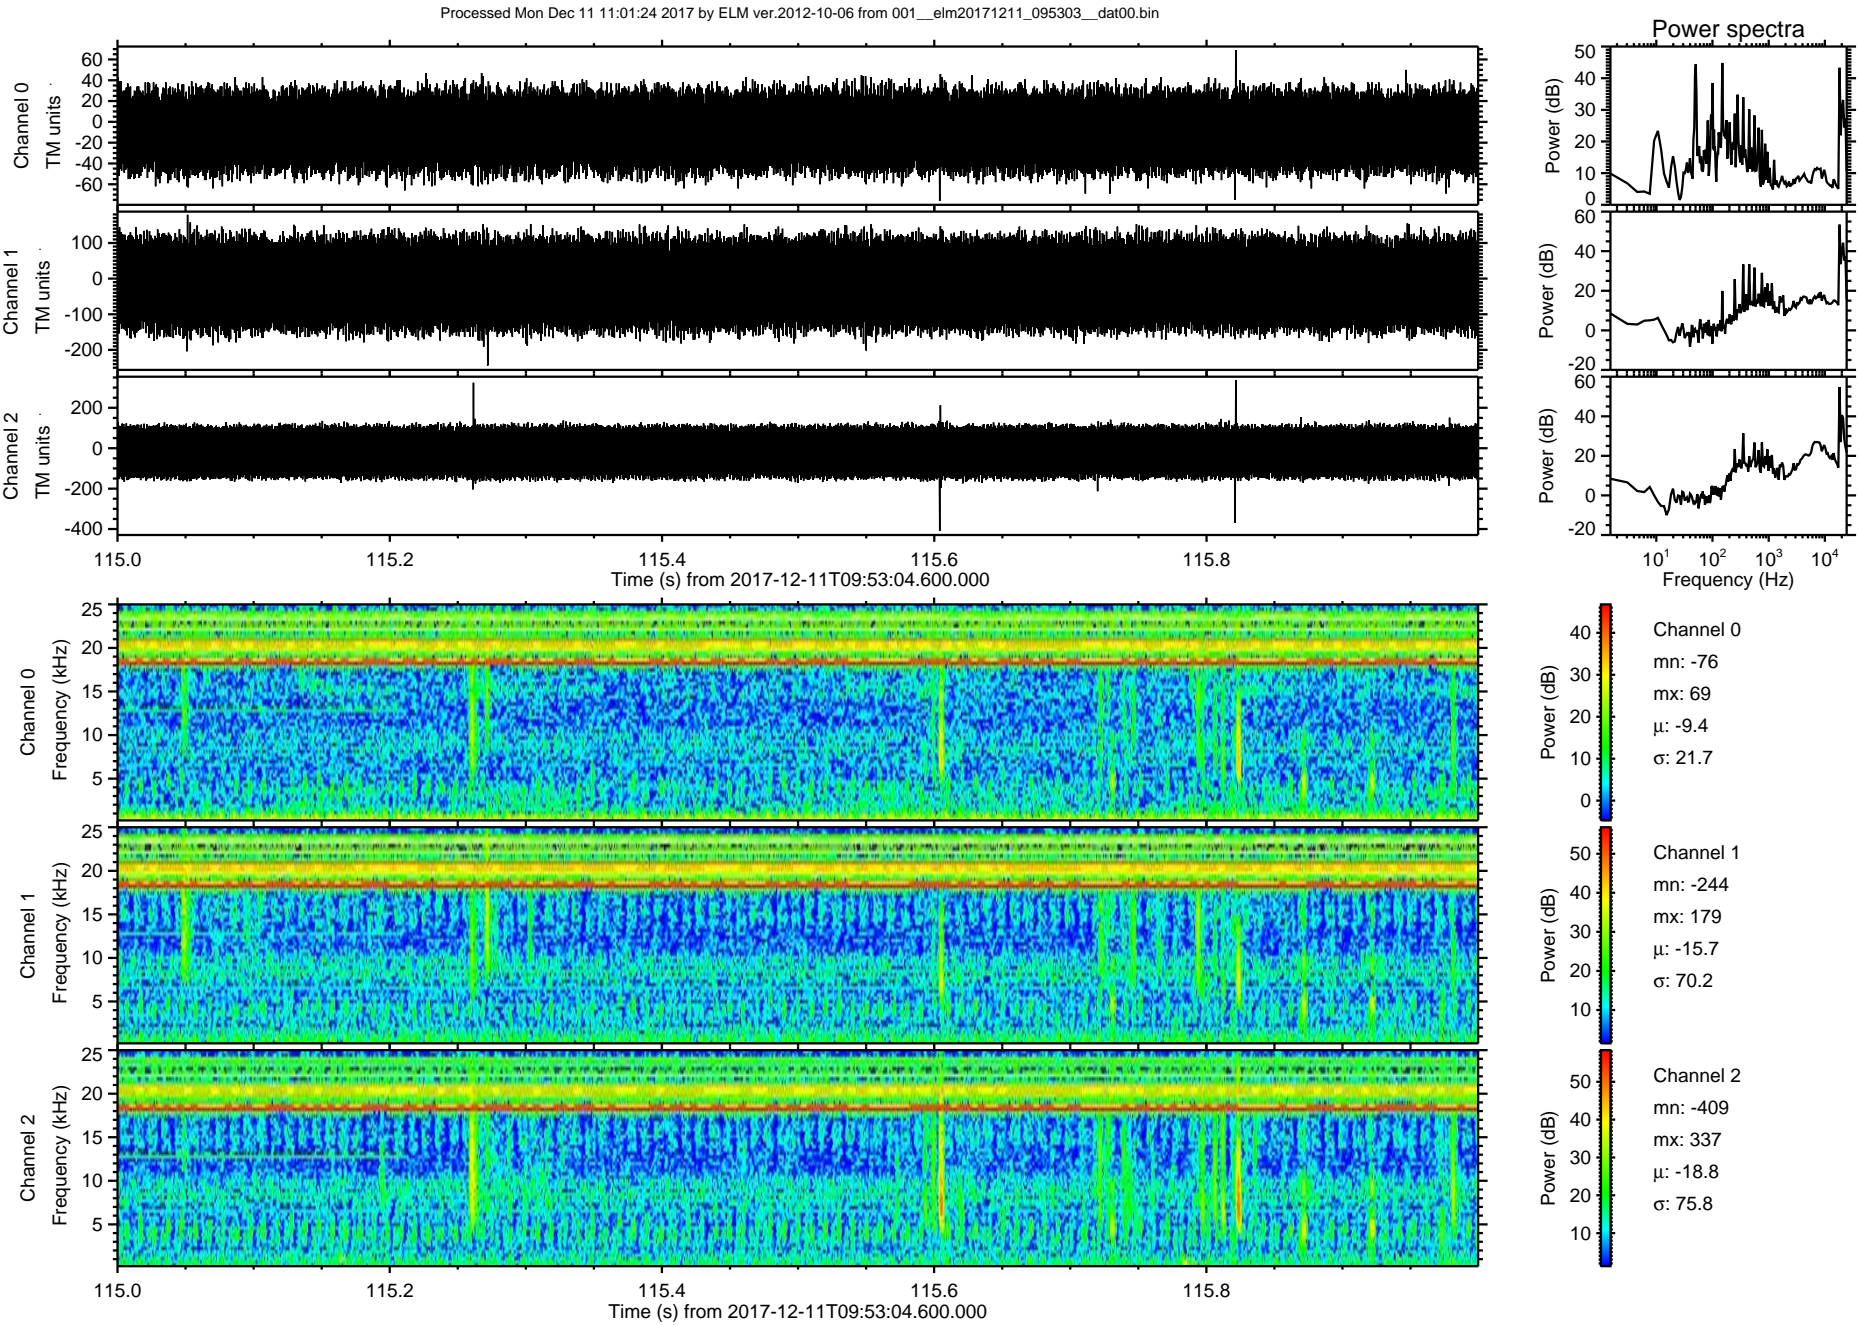 Processed Mon Dec 11 11:01:24 2017 by ELM ver.2012-10-06 from 001__elm20171211_095303__dat00.bin
Power spectra
Channel 0
TM units
60
40
20
0
-20
-40
-60
Power (dB)
50
40
30
20
10
0
Channel 1
TM units
100
0
-100
-200
Power (dB)
60
40
20
0
-20
Channel 2
TM units
200
0
-200
-400
Power (dB)
60
40
20
0
-20
115.0 115.2 115.4 115.6 115.8
Time (s) from 2017-12-11T09:53:04.600.000
10^1 10^2 10^3 10^4
Frequency (Hz)
Channel 0
Frequency (kHz)
25
20
15
10
5
Power (dB)
40
30
20
10
0
Channel 0
mn: -76
mx: 69
μ: -9.4
σ: 21.7
Channel 1
Frequency (kHz)
25
20
15
10
5
Power (dB)
50
40
30
20
10
Channel 1
mn: -244
mx: 179
μ: -15.7
σ: 70.2
Channel 2
Frequency (kHz)
25
20
15
10
5
Power (dB)
50
40
30
20
10
Channel 2
mn: -409
mx: 337
μ: -18.8
σ: 75.8
115.0 115.2 115.4 115.6 115.8
Time (s) from 2017-12-11T09:53:04.600.000